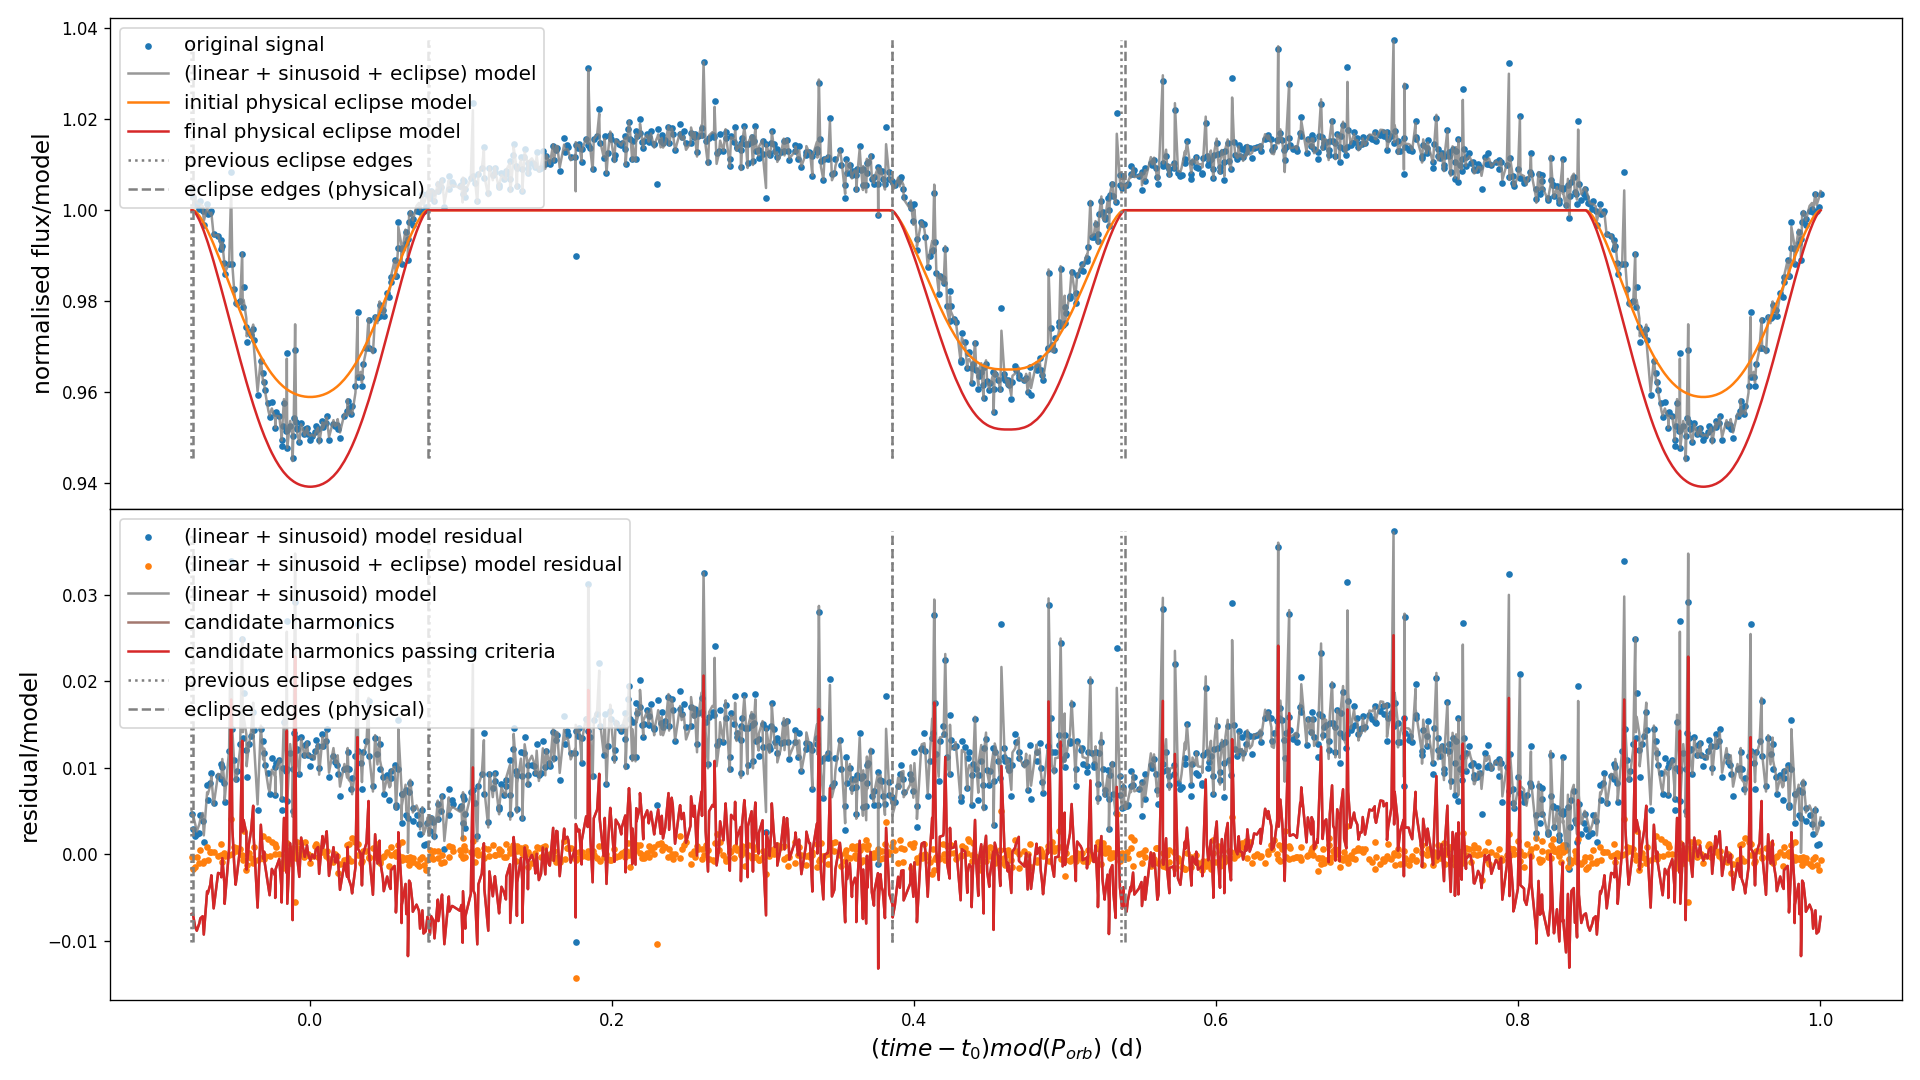 1.04
1.02
1.00
0.98
0.96
0.94
normalised flux/model
original signal
(linear + sinusoid + eclipse) model
initial physical eclipse model
final physical eclipse model
previous eclipse edges
eclipse edges (physical)
0.03
0.02
0.01
0.00
−0.01
residual/model
(linear + sinusoid) model residual
(linear + sinusoid + eclipse) model residual
(linear + sinusoid) model
candidate harmonics
candidate harmonics passing criteria
previous eclipse edges
eclipse edges (physical)
0.0 0.2 0.4 0.6 0.8 1.0
(time − t₀)mod(Pₒᵣb) (d)